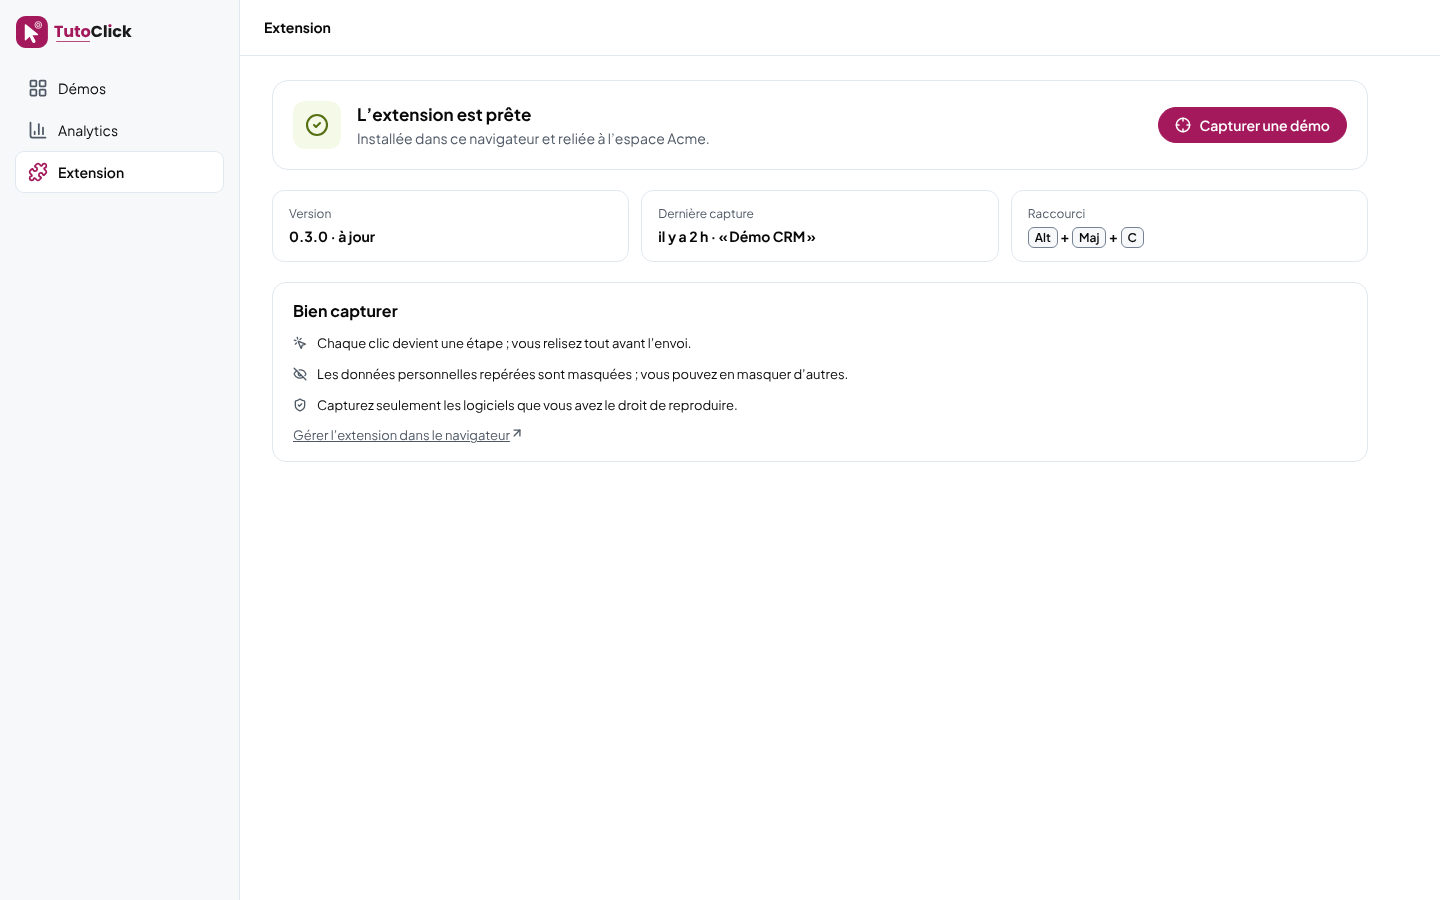 TutoClick
Démos
Analytics
Extension
Extension
L’extension est prête
Installée dans ce navigateur et reliée à l’espace Acme.
Capturer une démo
Version
0.3.0 · à jour
Dernière capture
il y a 2 h · « Démo CRM »
Raccourci
Alt + Maj + C
Bien capturer
Chaque clic devient une étape ; vous relisez tout avant l’envoi.
Les données personnelles repérées sont masquées ; vous pouvez en masquer d’autres.
Capturez seulement les logiciels que vous avez le droit de reproduire.
Gérer l’extension dans le navigateur